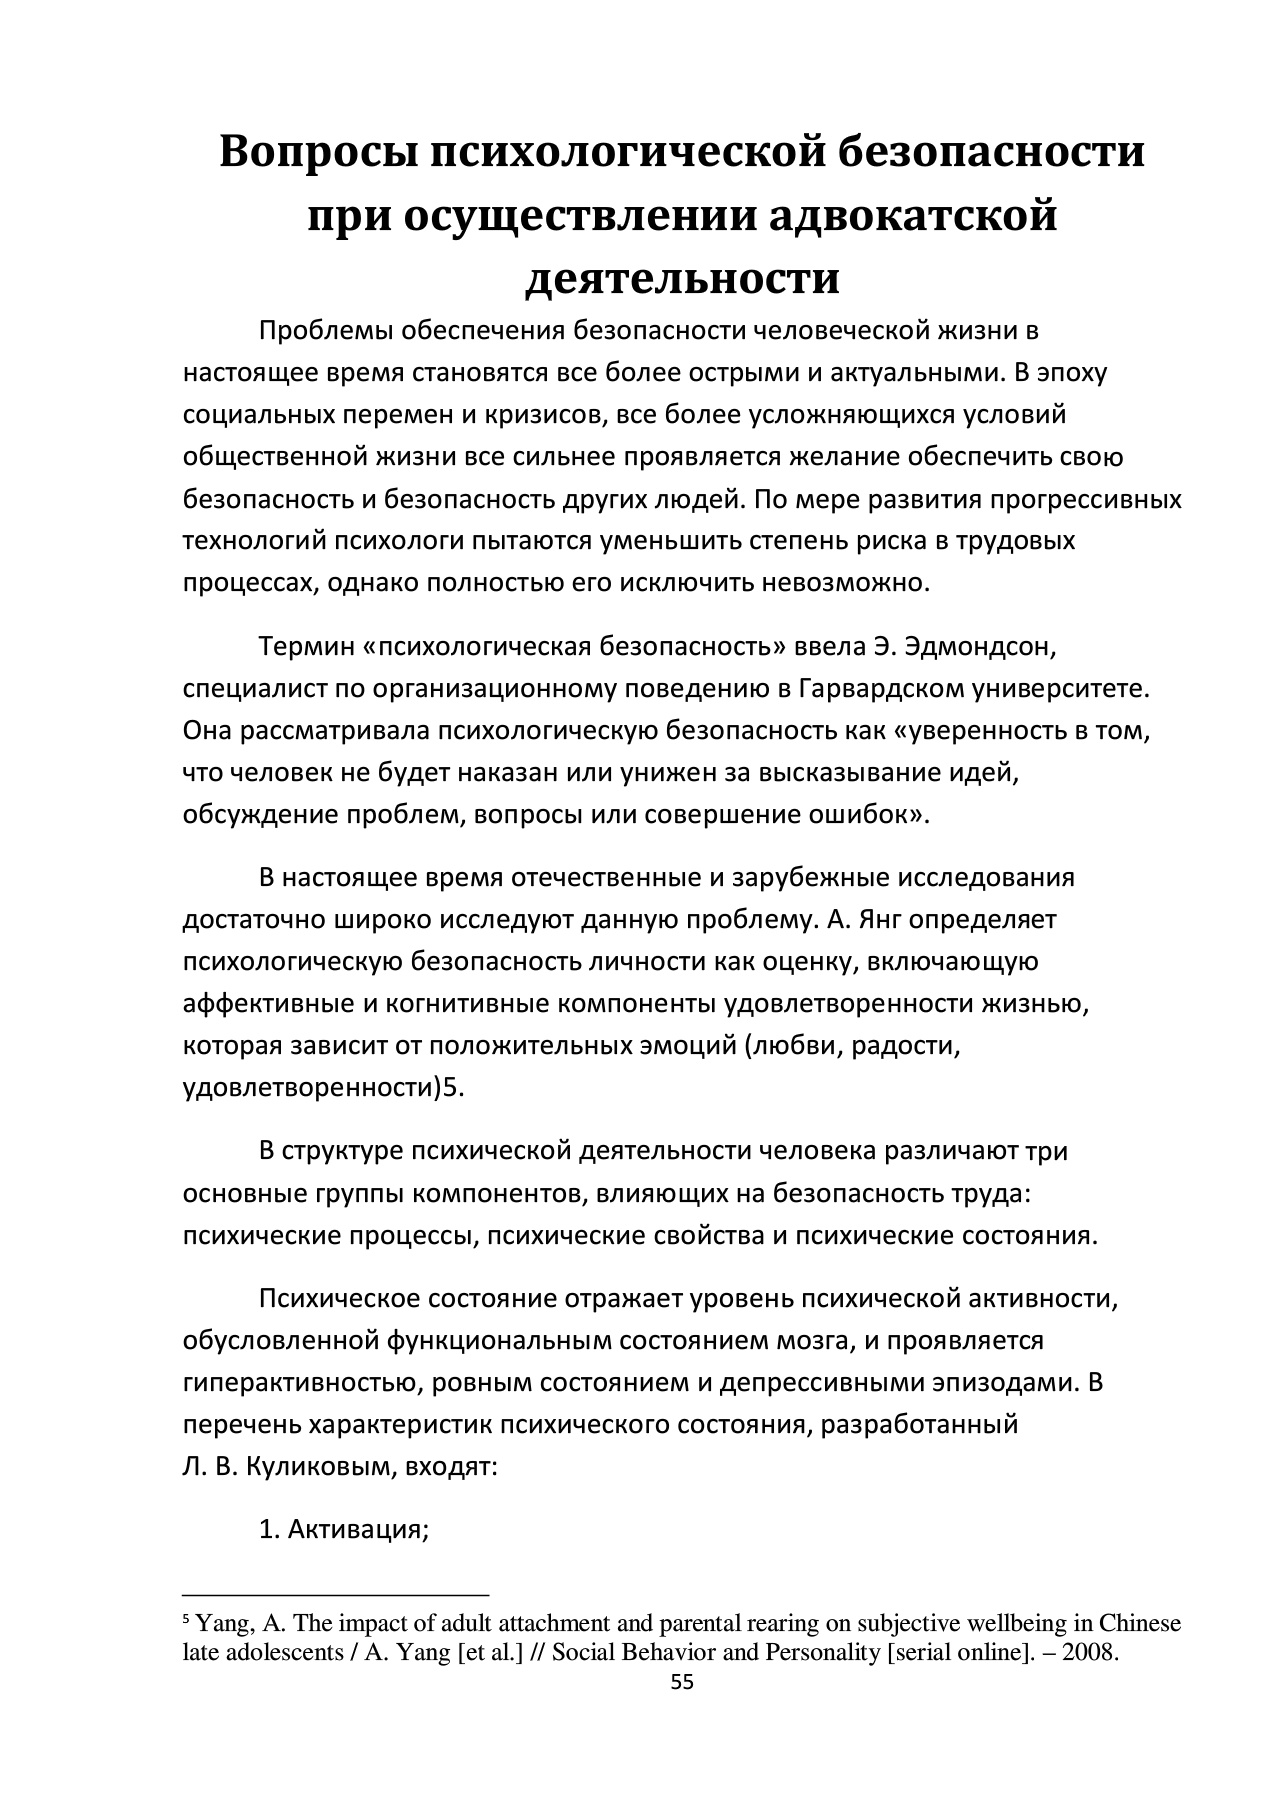 Вопросы психологической безопасности
при осуществлении адвокатской
деятельности
Проблемы обеспечения безопасности человеческой жизни в
настоящее время становятся все более острыми и актуальными. В эпоху
социальных перемен и кризисов, все более усложняющихся условий
общественной жизни все сильнее проявляется желание обеспечить свою
безопасность и безопасность других людей. По мере развития прогрессивных
технологий психологи пытаются уменьшить степень риска в трудовых
процессах, однако полностью его исключить невозможно.
Термин «психологическая безопасность» ввела Э. Эдмондсон,
специалист по организационному поведению в Гарвардском университете.
Она рассматривала психологическую безопасность как «уверенность в том,
что человек не будет наказан или унижен за высказывание идей,
обсуждение проблем, вопросы или совершение ошибок».
В настоящее время отечественные и зарубежные исследования
достаточно широко исследуют данную проблему. А. Янг определяет
психологическую безопасность личности как оценку, включающую
аффективные и когнитивные компоненты удовлетворенности жизнью,
которая зависит от положительных эмоций (любви, радости,
удовлетворенности)5.
В структуре психической деятельности человека различают три
основные группы компонентов, влияющих на безопасность труда:
психические процессы, психические свойства и психические состояния.
Психическое состояние отражает уровень психической активности,
обусловленной функциональным состоянием мозга, и проявляется
гиперактивностью, ровным состоянием и депрессивными эпизодами. В
перечень характеристик психического состояния, разработанный
Л. В. Куликовым, входят:
1. Активация;
5 Yang, A. The impact of adult attachment and parental rearing on subjective wellbeing in Chinese
late adolescents / A. Yang [et al.] // Social Behavior and Personality [serial online]. – 2008.
55